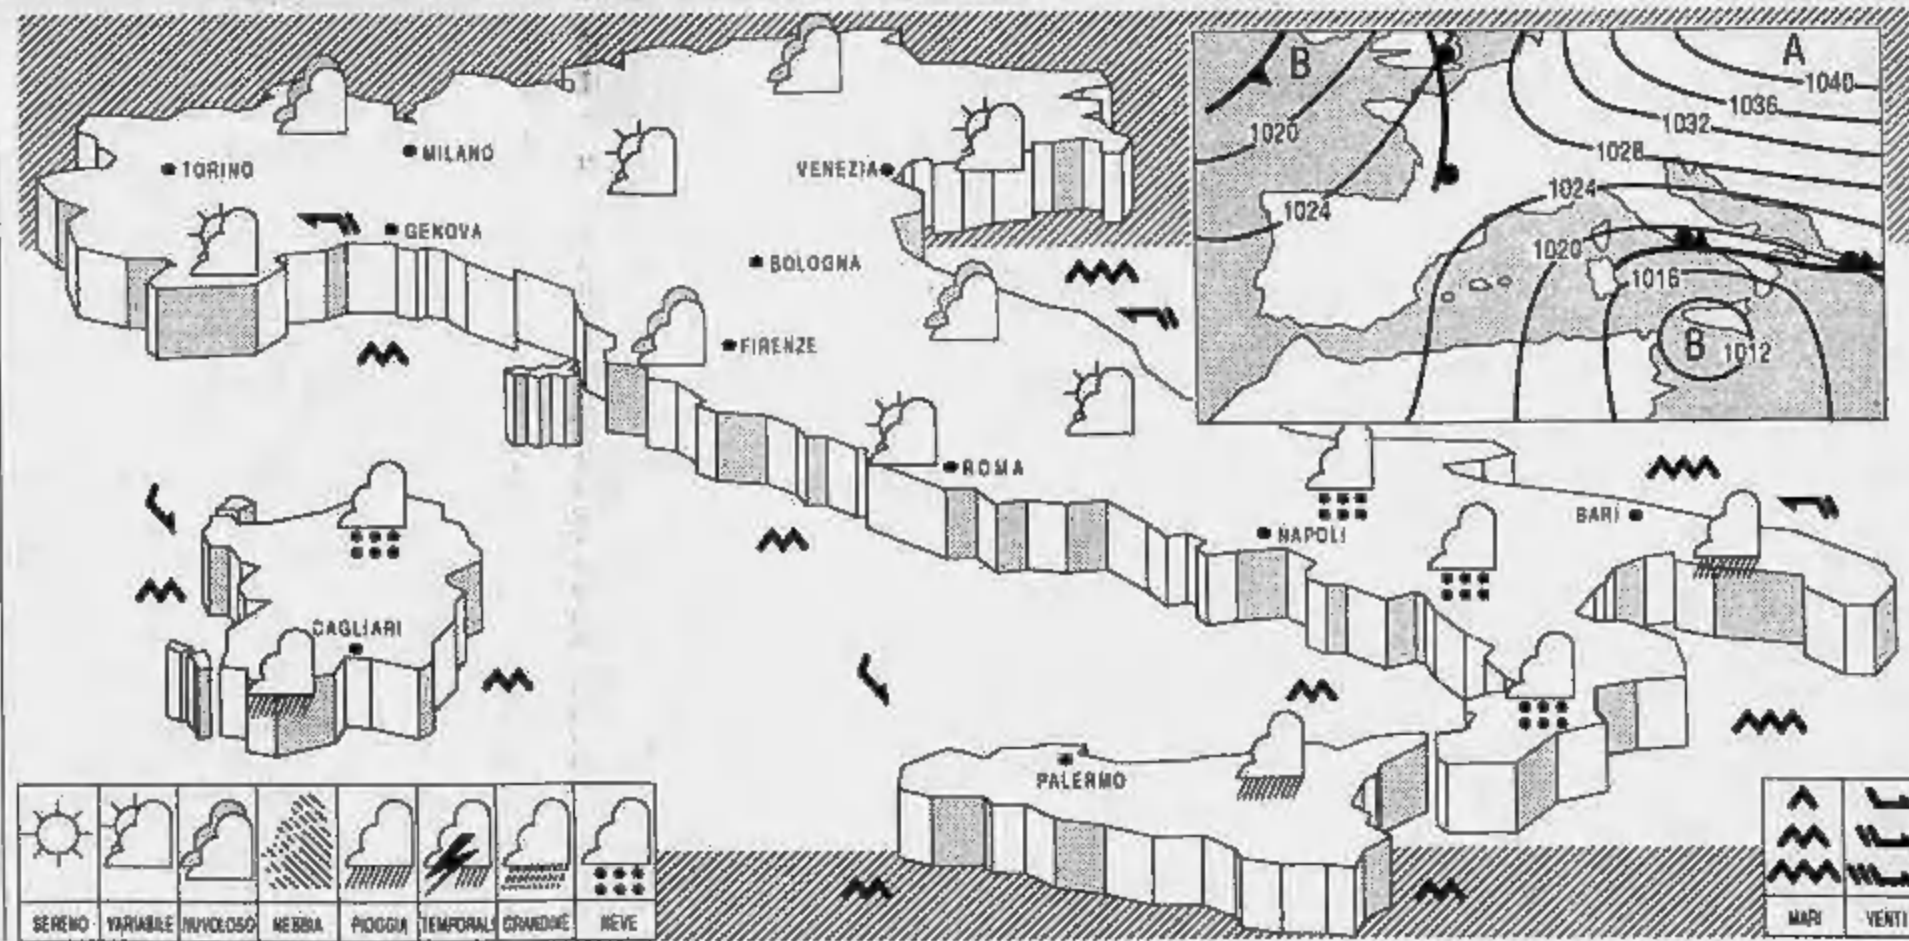 B
A
1040
1036
1032
1028
1024
1020
1024
1020
1016
B 1012
MILANO
TORINO
VENEZIA
GENOVA
BOLOGNA
FIRENZE
ROMA
NAPOLI
BARI
CAGLIARI
PALERMO
SERENO VARIABILE NUVOLOSO NEBBIA PIOGGIA TEMPORALI GRANDINE NEVE
MARI VENTI